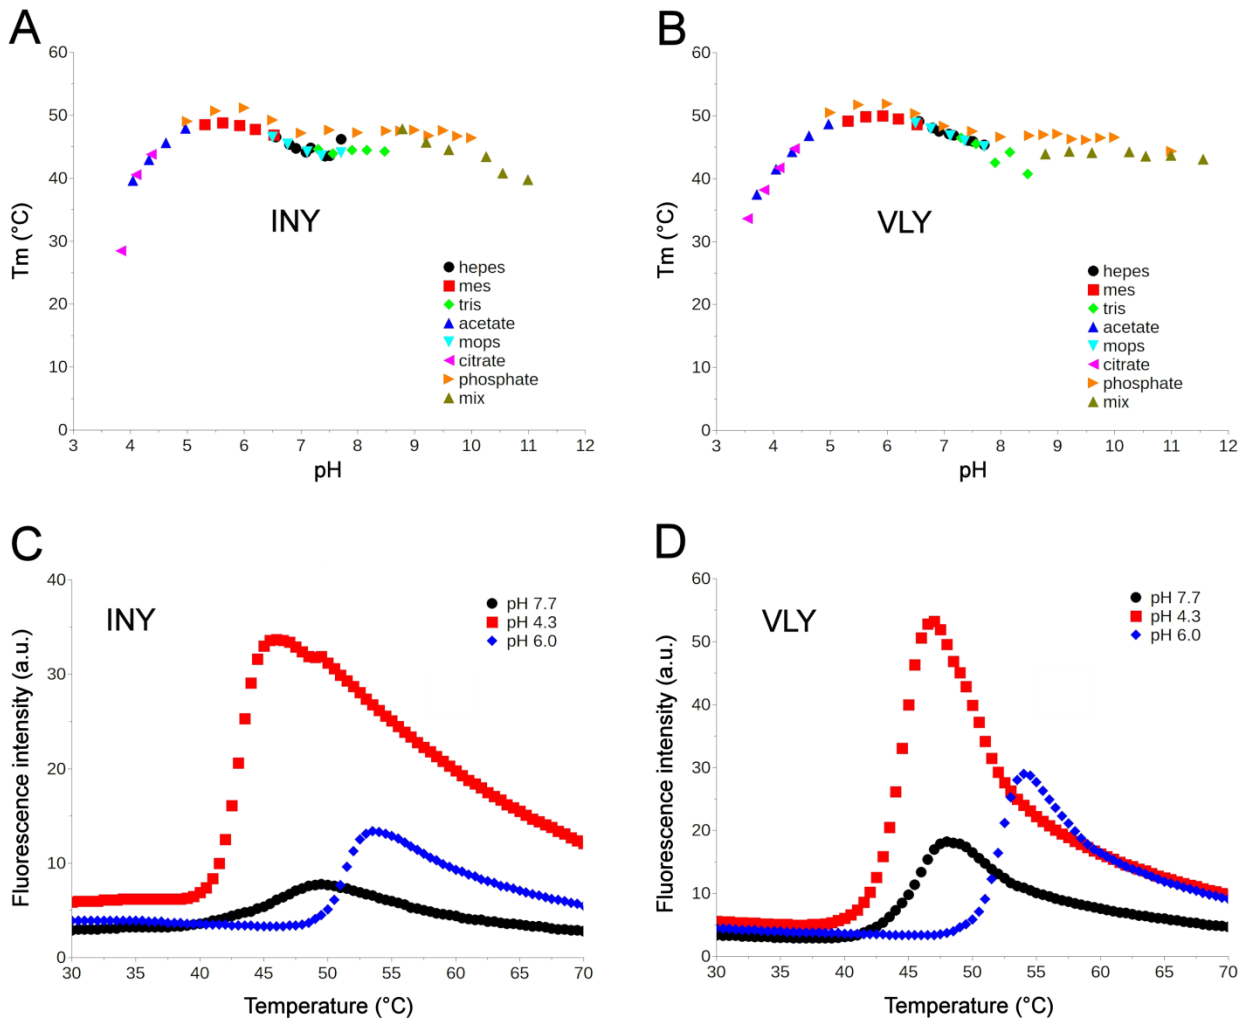 A
60
50
40
30
20
10
0
Tm (°C)
INY
hepes
mes
tris
acetate
mops
citrate
phosphate
mix
3 4 5 6 7 8 9 10 11 12
pH
B
60
50
40
30
20
10
0
Tm (°C)
VLY
hepes
mes
tris
acetate
mops
citrate
phosphate
mix
3 4 5 6 7 8 9 10 11 12
pH
C
40
30
20
10
0
Fluorescence intensity (a.u.)
INY
pH 7.7
pH 4.3
pH 6.0
30 35 40 45 50 55 60 65 70
Temperature (°C)
D
60
50
40
30
20
10
0
Fluorescence intensity (a.u.)
VLY
pH 7.7
pH 4.3
pH 6.0
30 35 40 45 50 55 60 65 70
Temperature (°C)